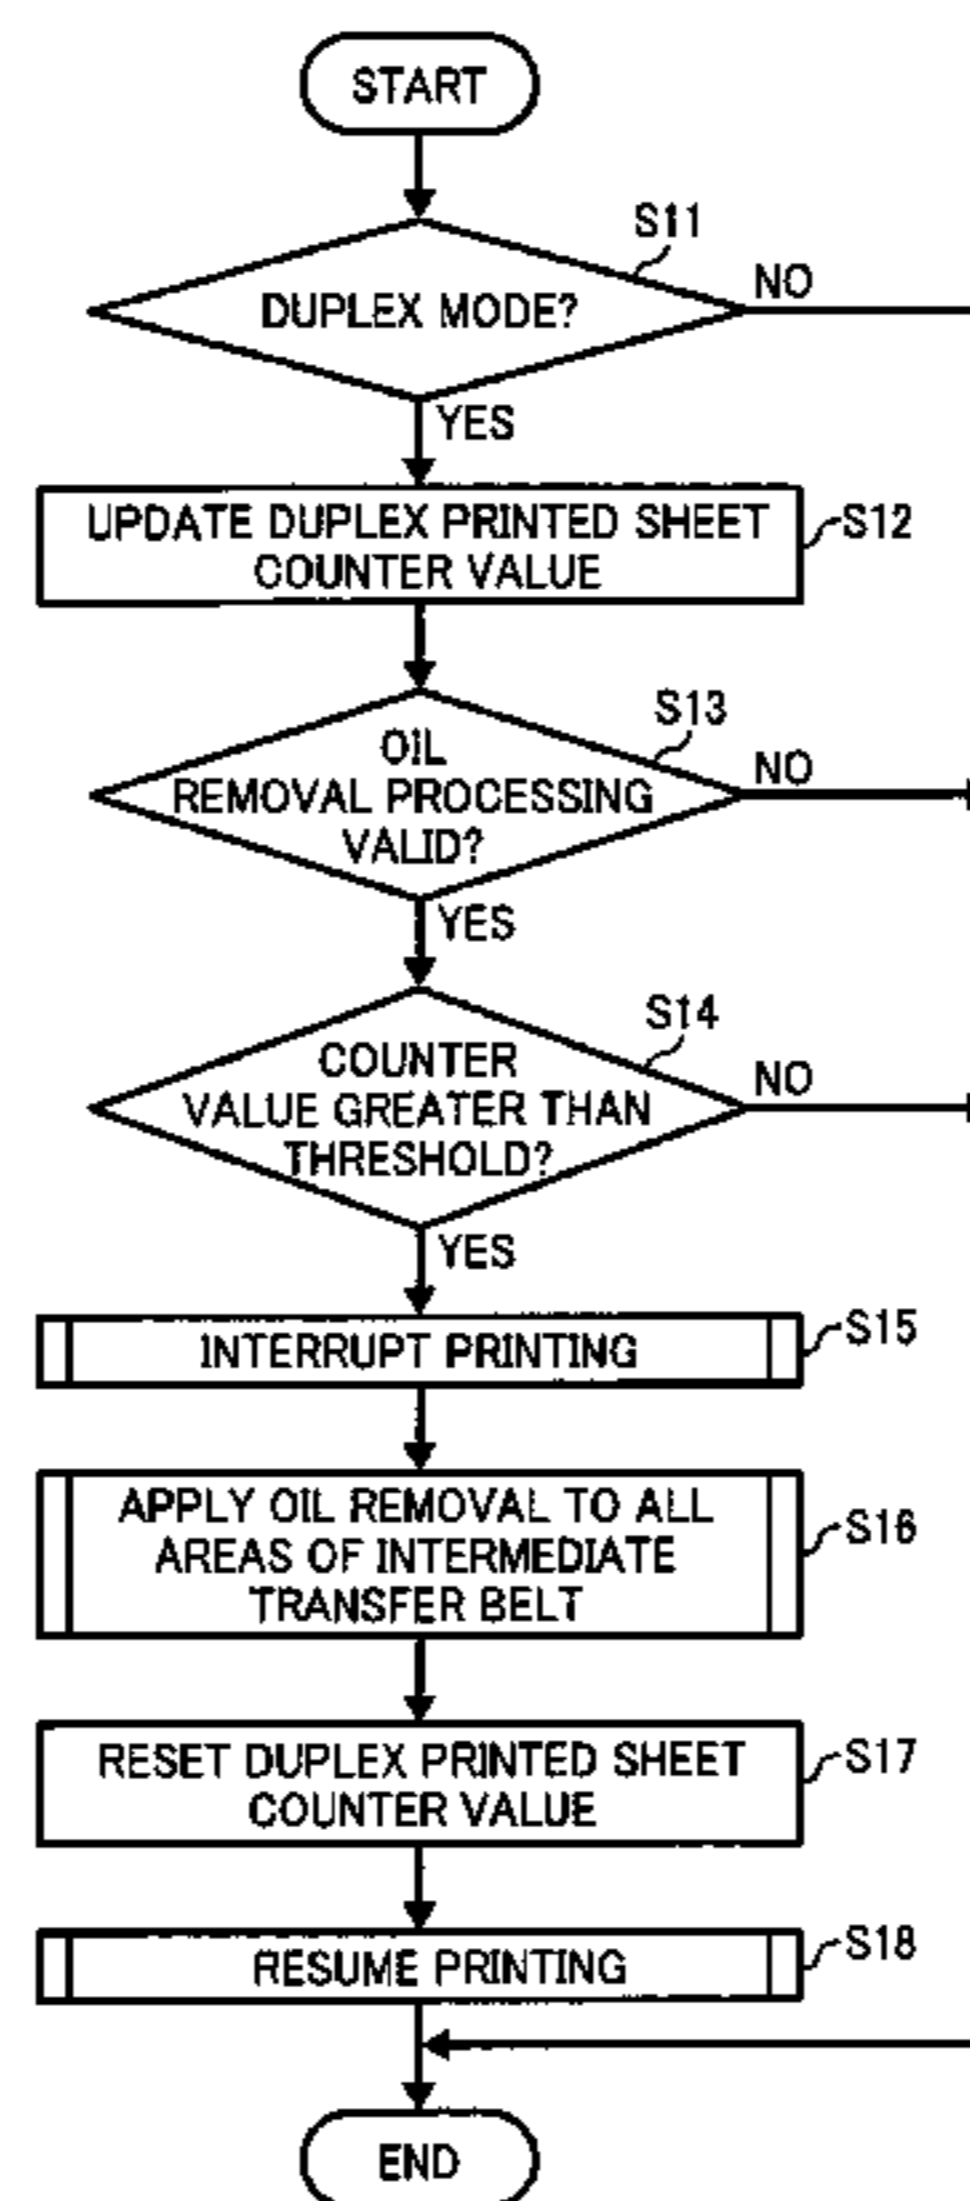 START
S11
DUPLEX MODE?
NO
YES
UPDATE DUPLEX PRINTED SHEET
COUNTER VALUE
S12
S13
OIL
REMOVAL PROCESSING
VALID?
NO
YES
S14
COUNTER
VALUE GREATER THAN
THRESHOLD?
NO
YES
INTERRUPT PRINTING
S15
APPLY OIL REMOVAL TO ALL
AREAS OF INTERMEDIATE
TRANSFER BELT
S16
RESET DUPLEX PRINTED SHEET
COUNTER VALUE
S17
RESUME PRINTING
S18
END